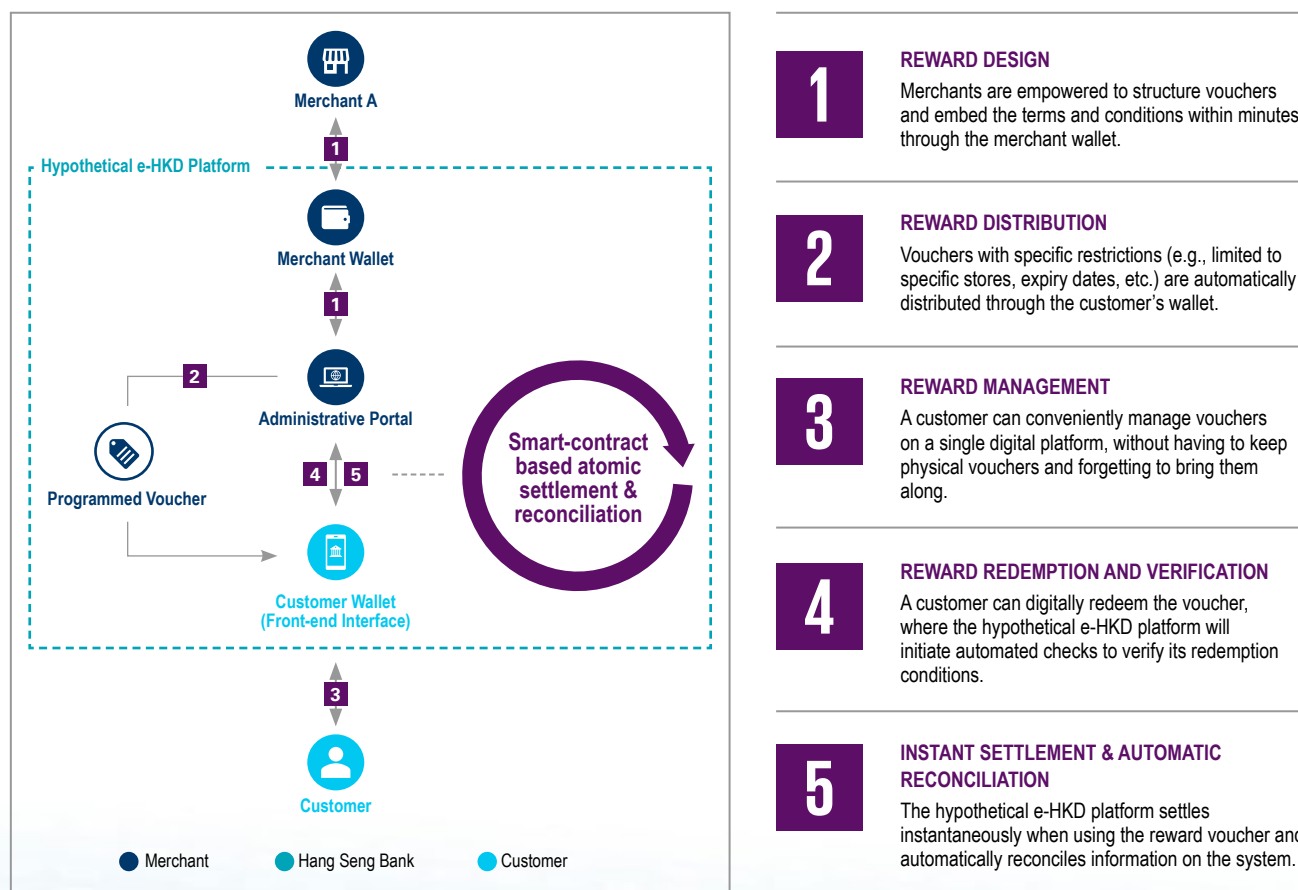 Merchant A
1
Hypothetical e-HKD Platform
Merchant Wallet
1
2
Administrative Portal
Programmed Voucher
4 5
Smart-contract
based atomic
settlement &
reconciliation
Customer Wallet
(Front-end Interface)
3
Customer
Merchant
Hang Seng Bank
Customer
1
REWARD DESIGN
Merchants are empowered to structure vouchers
and embed the terms and conditions within minutes
through the merchant wallet.
2
REWARD DISTRIBUTION
Vouchers with specific restrictions (e.g., limited to
specific stores, expiry dates, etc.) are automatically
distributed through the customer’s wallet.
3
REWARD MANAGEMENT
A customer can conveniently manage vouchers
on a single digital platform, without having to keep
physical vouchers and forgetting to bring them
along.
4
REWARD REDEMPTION AND VERIFICATION
A customer can digitally redeem the voucher,
where the hypothetical e-HKD platform will
initiate automated checks to verify its redemption
conditions.
5
INSTANT SETTLEMENT & AUTOMATIC
RECONCILIATION
The hypothetical e-HKD platform settles
instantaneously when using the reward voucher and
automatically reconciles information on the system.